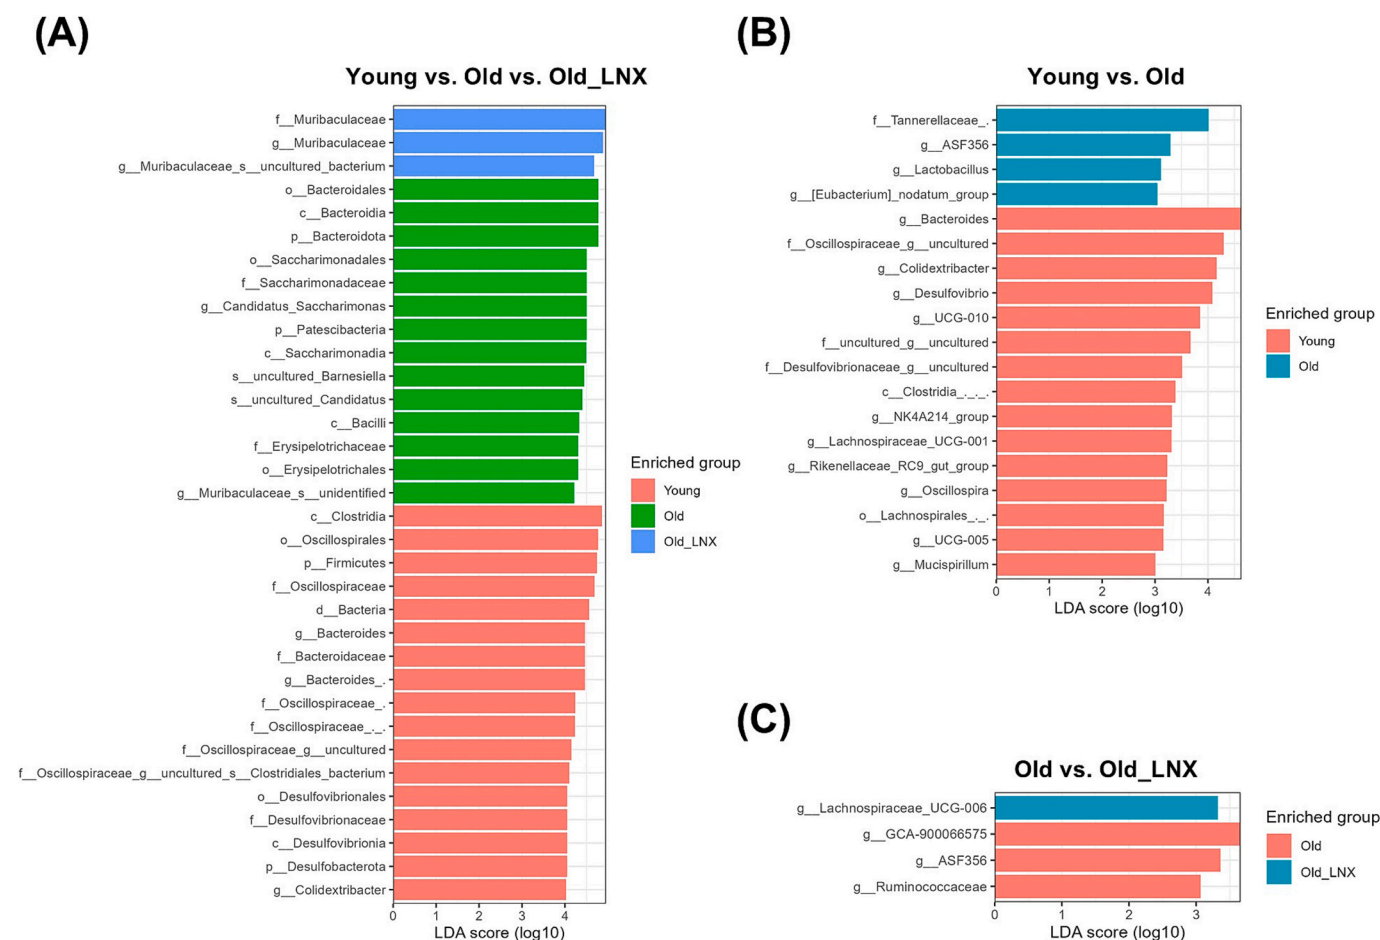 (A)
Young vs. Old vs. Old_LNX
f__Muribaculaceae
g__Muribaculaceae
g__Muribaculaceae_s__uncultured_bacterium
o__Bacteroidales
c__Bacteroidia
p__Bacteroidota
o__Saccharimonadales
f__Saccharimonadaceae
g__Candidatus_Saccharimonas
p__Patescibacteria
c__Saccharimonadia
s__uncultured_Barnesiella
s__uncultured_Candidatus
c__Bacilli
f__Erysipelotrichaceae
o__Erysipelotrichales
g__Muribaculaceae_s__unidentified
c__Clostridia
o__Oscillospirales
p__Firmicutes
f__Oscillospiraceae
d__Bacteria
g__Bacteroides
f__Bacteroidaceae
g__Bacteroides_.
f__Oscillospiraceae_.
f__Oscillospiraceae_._.
f__Oscillospiraceae_g__uncultured
f__Oscillospiraceae_g__uncultured_s__Clostridiales_bacterium
o__Desulfovibrionales
f__Desulfovibrionaceae
c__Desulfovibrionia
p__Desulfobacterota
g__Colidextribacter
0 1 2 3 4
LDA score (log10)
Enriched group
Young
Old
Old_LNX
(B)
Young vs. Old
f__Tannerellaceae_.
g__ASF356
g__Lactobacillus
g__[Eubacterium]_nodatum_group
g__Bacteroides
f__Oscillospiraceae_g__uncultured
g__Colidextribacter
g__Desulfovibrio
g__UCG-010
f__uncultured_g__uncultured
f__Desulfovibrionaceae_g__uncultured
c__Clostridia_._._.
g__NK4A214_group
g__Lachnospiraceae_UCG-001
g__Rikenellaceae_RC9_gut_group
g__Oscillospira
o__Lachnospirales_._.
g__UCG-005
g__Mucispirillum
0 1 2 3 4
LDA score (log10)
Enriched group
Young
Old
(C)
Old vs. Old_LNX
g__Lachnospiraceae_UCG-006
g__GCA-900066575
g__ASF356
g__Ruminococcaceae
0 1 2 3
LDA score (log10)
Enriched group
Old
Old_LNX